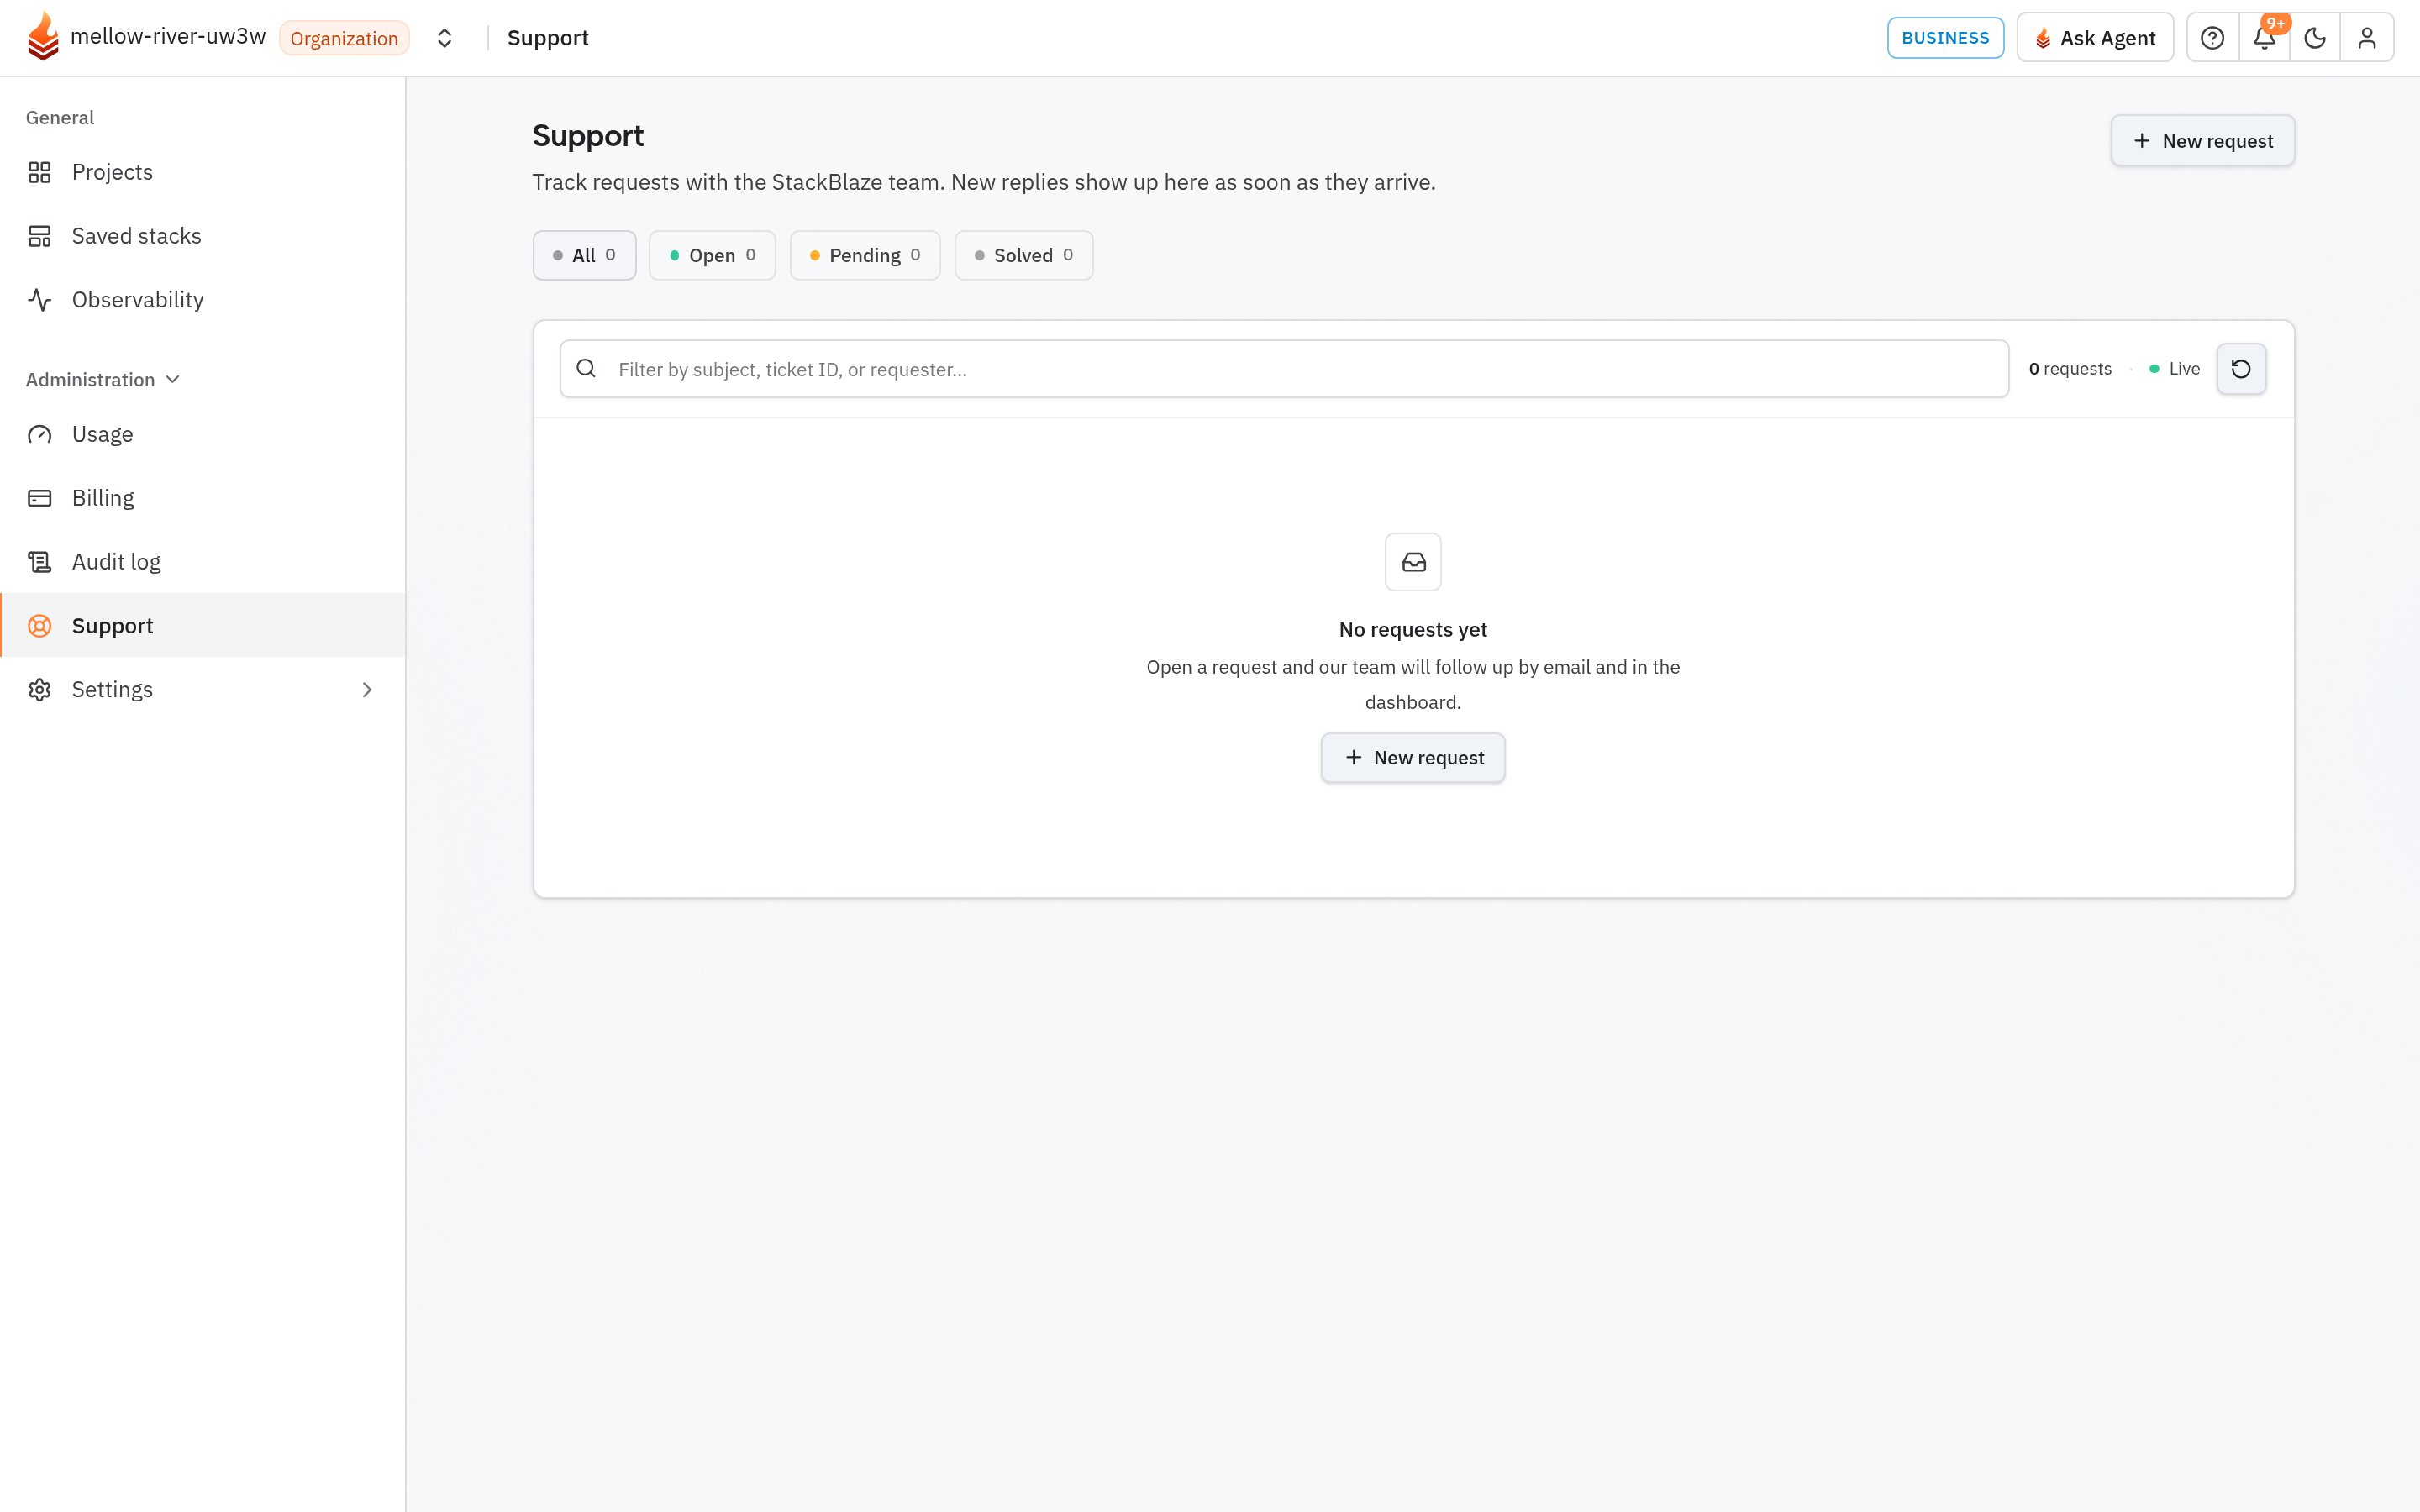 mellow-river-uw3w
Organization
Support
BUSINESS
Ask Agent
9+
General
Projects
Saved stacks
Observability
Administration
Usage
Billing
Audit log
Support
Settings
Support
New request
Track requests with the StackBlaze team. New replies show up here as soon as they arrive.
All 0
Open 0
Pending 0
Solved 0
Filter by subject, ticket ID, or requester...
0 requests · Live
No requests yet
Open a request and our team will follow up by email and in the
dashboard.
New request